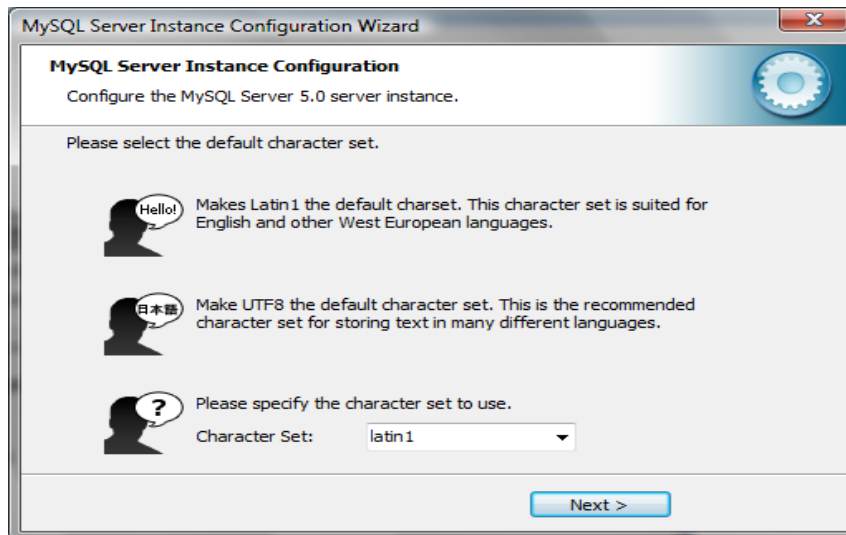 MySQL Server Instance Configuration Wizard
MySQL Server Instance Configuration
Configure the MySQL Server 5.0 server instance.
Please select the default character set.
Hello!
Makes Latin1 the default charset. This character set is suited for
English and other West European languages.
日本語
Make UTF8 the default character set. This is the recommended
character set for storing text in many different languages.
?
Please specify the character set to use.
Character Set: latin1
Next >